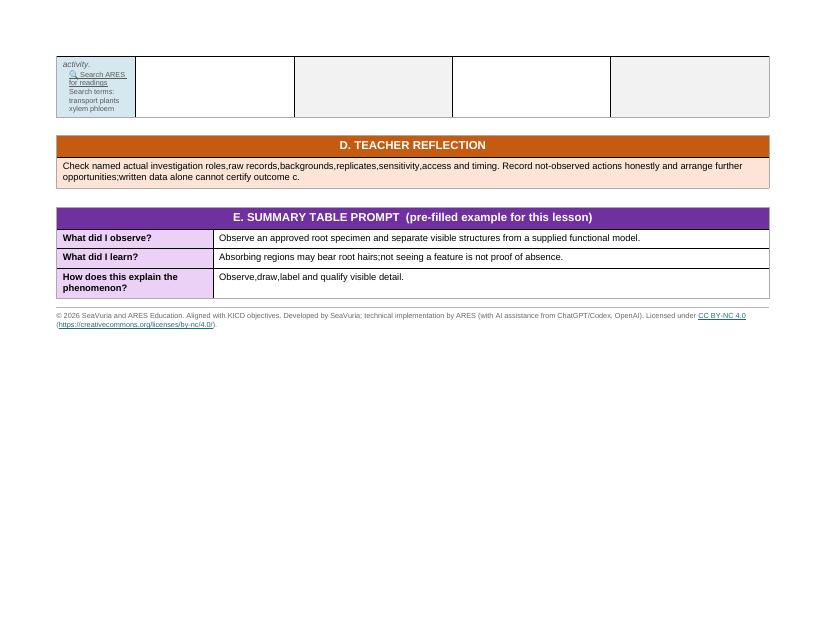 activity.
🔍 Search ARES
for readings
Search terms:
transport plants
xylem phloem
D. TEACHER REFLECTION
Check named actual investigation roles,raw records,backgrounds,replicates,sensitivity,access and timing. Record not-observed actions honestly and arrange further
opportunities;written data alone cannot certify outcome c.
E. SUMMARY TABLE PROMPT (pre-filled example for this lesson)
What did I observe? Observe an approved root specimen and separate visible structures from a supplied functional model.
What did I learn? Absorbing regions may bear root hairs;not seeing a feature is not proof of absence.
How does this explain the Observe,draw,label and qualify visible detail.
phenomenon?
© 2026 SeaVuria and ARES Education. Aligned with KICD objectives. Developed by SeaVuria; technical implementation by ARES (with AI assistance from ChatGPT/Codex, OpenAI). Licensed under CC BY-NC 4.0
(https://creativecommons.org/licenses/by-nc/4.0/).